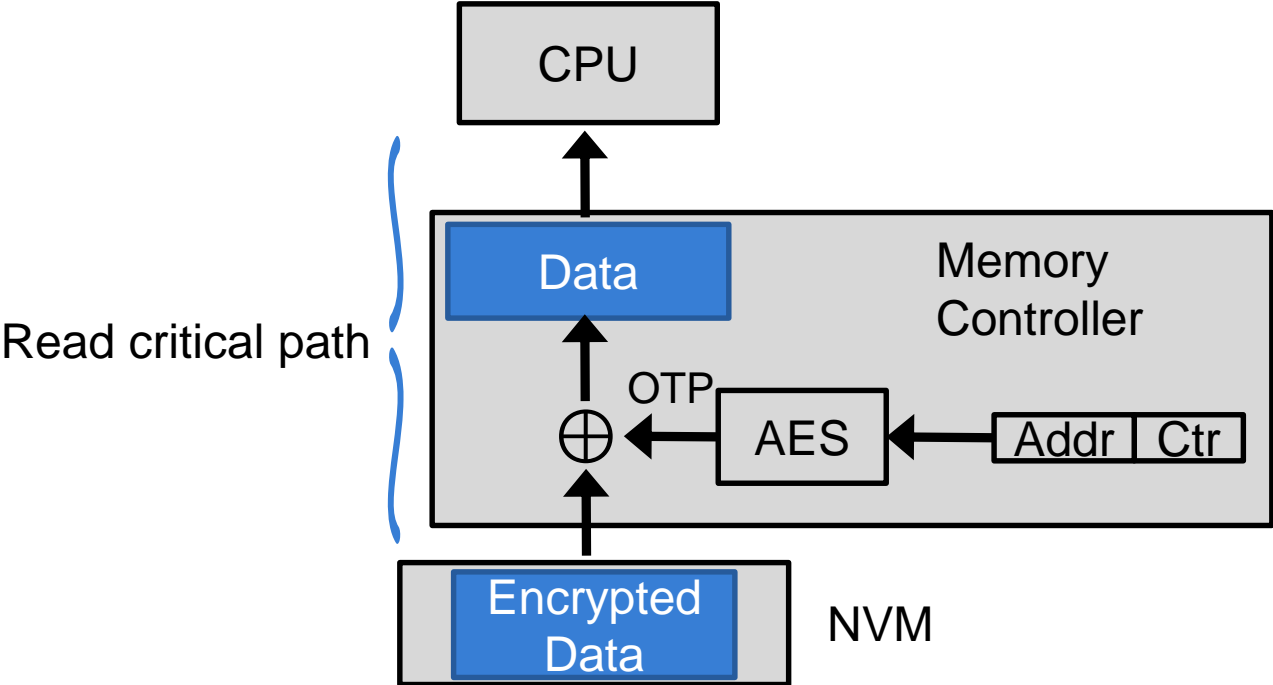 CPU
Data
Memory
Controller
Read critical path
OTP
AES
Addr
Ctr
Encrypted
Data
NVM